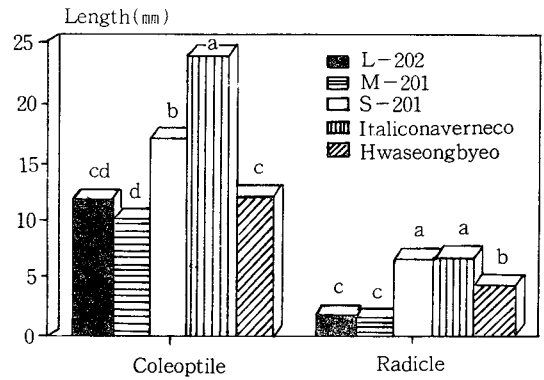 Length(mm)
25
20
15
10
5
0
cd
d
b
a
c
c
c
a
a
b
L-202
M-201
S-201
Italiconaverneco
Hwaseongbyeo
Coleoptile
Radicle